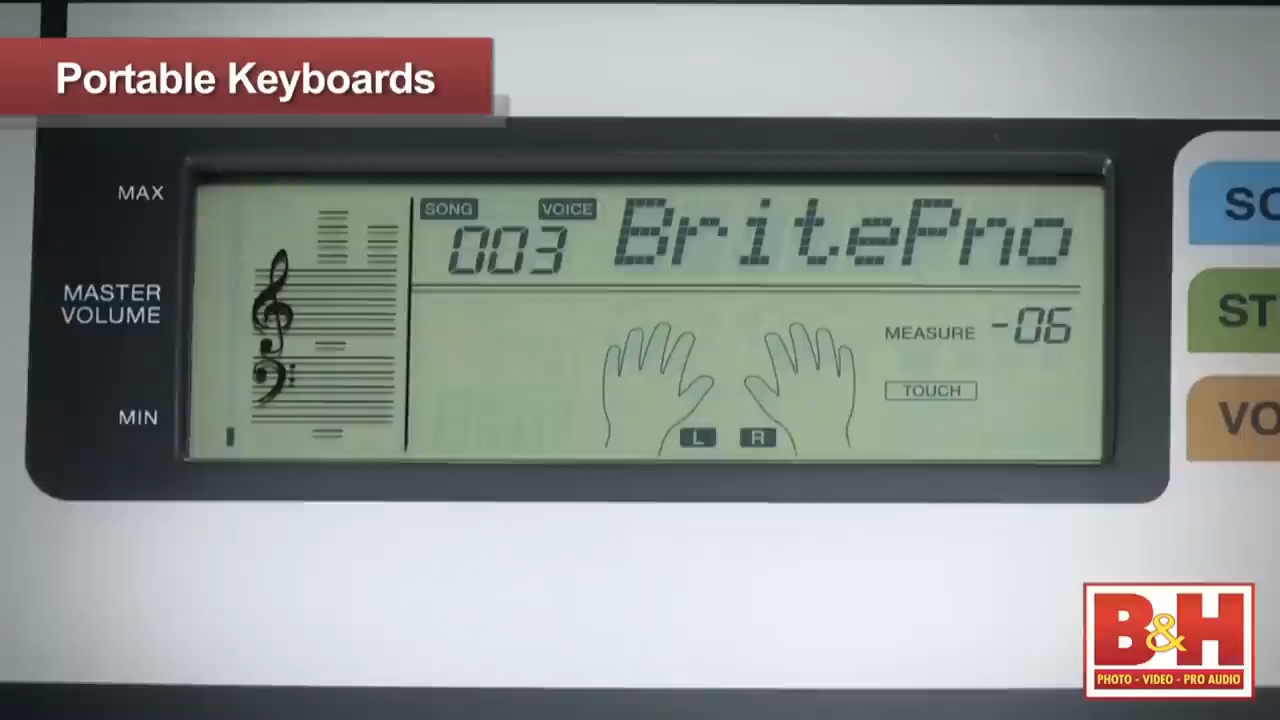 Portable Keyboards
MAX
MASTER
VOLUME
MIN
SONG
VOICE
003
BritePno
MEASURE -06
TOUCH
L
R
B&H
PHOTO - VIDEO - PRO AUDIO